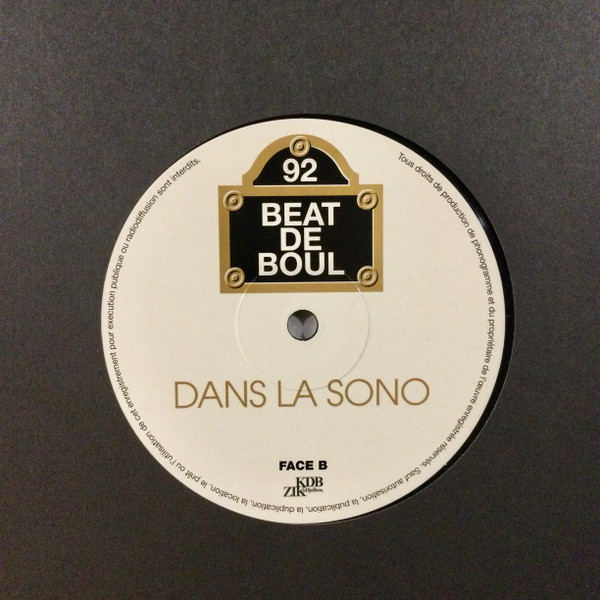 92
BEAT
DE
BOUL
DANS LA SONO
FACE B
KDB
ZIK
Tous droits de production de phonogramme et du propriétaire de l'œuvre enregistrée réservés. Sauf autorisation, la publication, la duplication, la location, le prêt ou l'utilisation de cet enregistrement pour exécution publique ou radiodiffusion sont interdits.